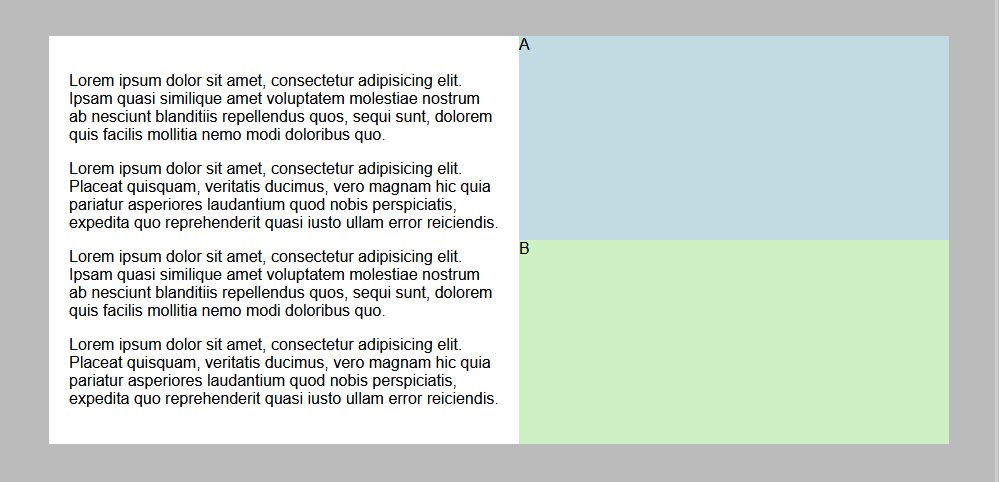 Lorem ipsum dolor sit amet, consectetur adipisicing elit.
Ipsam quasi similique amet voluptatem molestiae nostrum
ab nesciunt blanditiis repellendus quos, sequi sunt, dolorem
quis facilis mollitia nemo modi doloribus quo.
Lorem ipsum dolor sit amet, consectetur adipisicing elit.
Placeat quisquam, veritatis ducimus, vero magnam hic quia
pariatur asperiores laudantium quod nobis perspiciatis,
expedita quo reprehenderit quasi iusto ullam error reiciendis.
Lorem ipsum dolor sit amet, consectetur adipisicing elit.
Ipsam quasi similique amet voluptatem molestiae nostrum
ab nesciunt blanditiis repellendus quos, sequi sunt, dolorem
quis facilis mollitia nemo modi doloribus quo.
Lorem ipsum dolor sit amet, consectetur adipisicing elit.
Placeat quisquam, veritatis ducimus, vero magnam hic quia
pariatur asperiores laudantium quod nobis perspiciatis,
expedita quo reprehenderit quasi iusto ullam error reiciendis.
A
B